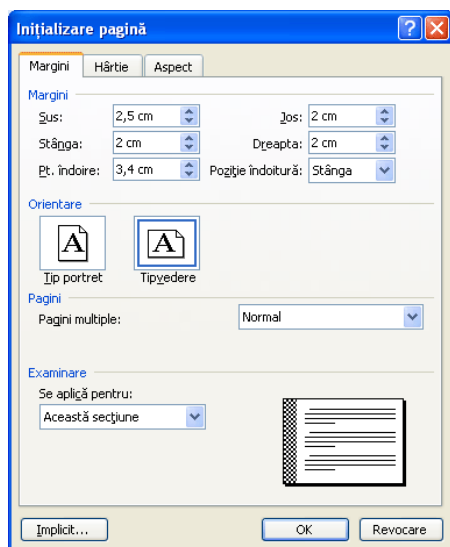 Inițializare pagină
Margini Hârtie Aspect
Margini
Sus: 2,5 cm Jos: 2 cm
Stânga: 2 cm Dreapta: 2 cm
Pt. îndoire: 3,4 cm Poziție îndoitură: Stânga
Orientare
A A
Tip portret Tip vedere
Pagini
Pagini multiple: Normal
Examinare
Se aplică pentru:
Această secțiune
Implicit... OK Revocare